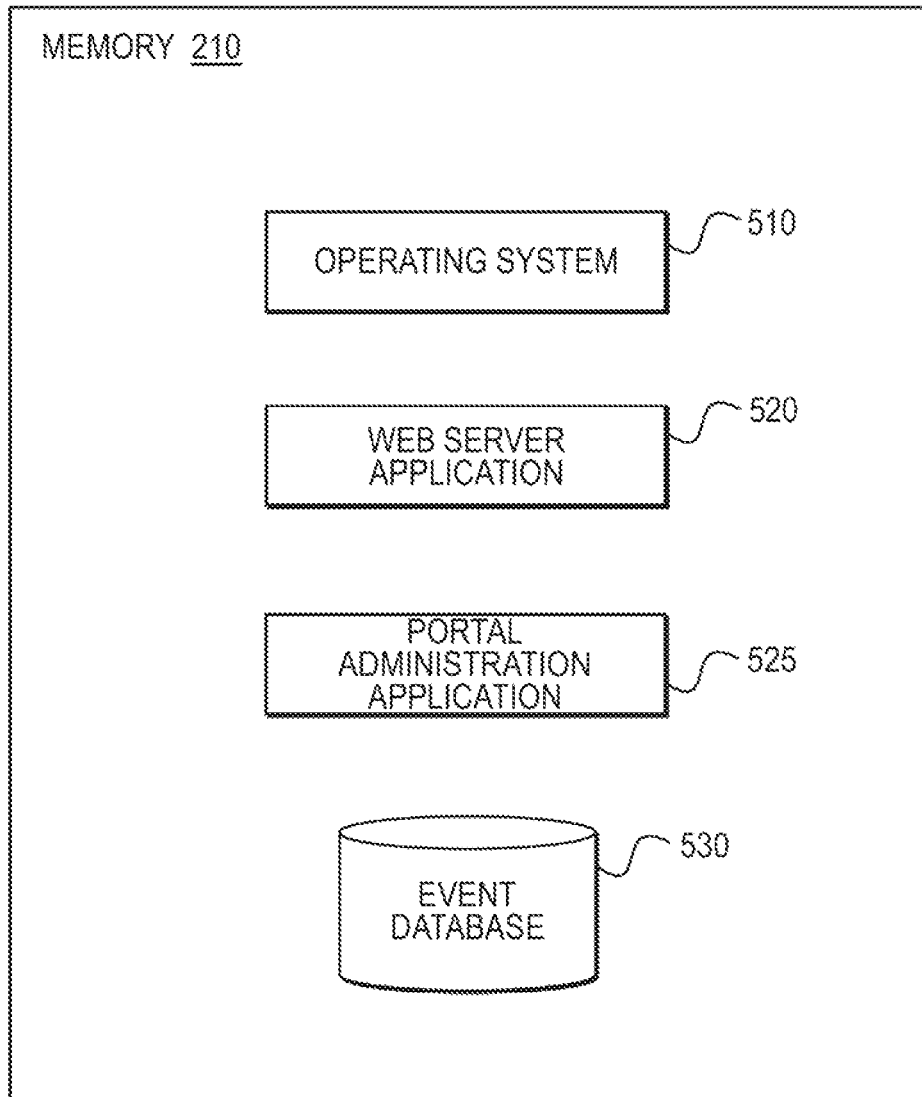 MEMORY 210
OPERATING SYSTEM
510
WEB SERVER
APPLICATION
520
PORTAL
ADMINISTRATION
APPLICATION
525
EVENT
DATABASE
530